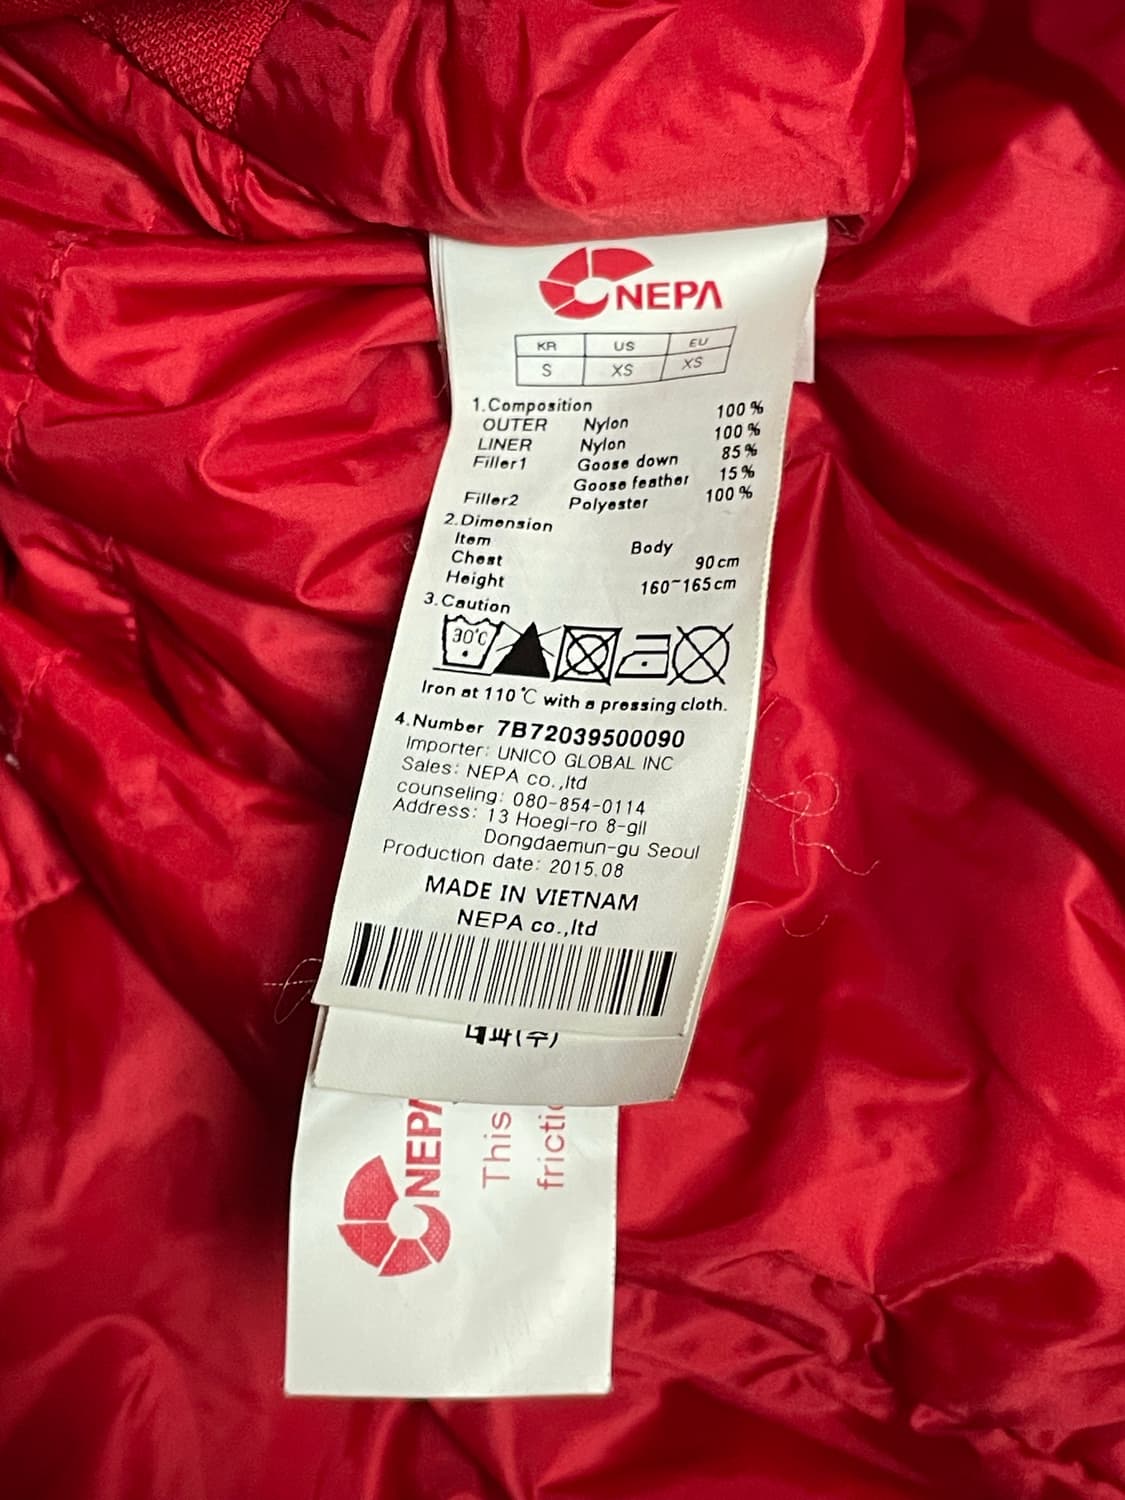 NEPA
KR US EU
S XS XS
1.Composition
OUTER Nylon 100 %
LINER Nylon 100 %
Filler1 Goose down 85 %
Goose feather 15 %
Filler2 Polyester 100 %
2.Dimension
Item Body
Chest 90 cm
Height 160~165 cm
3.Caution
30℃
Iron at 110℃ with a pressing cloth.
4.Number 7B72039500090
Importer: UNICO GLOBAL INC
Sales: NEPA co.,ltd
counseling: 080-854-0114
Address: 13 Hoegi-ro 8-gil
Dongdaemun-gu Seoul
Production date: 2015.08
MADE IN VIETNAM
NEPA co.,ltd
네파(주)
NEPA
This